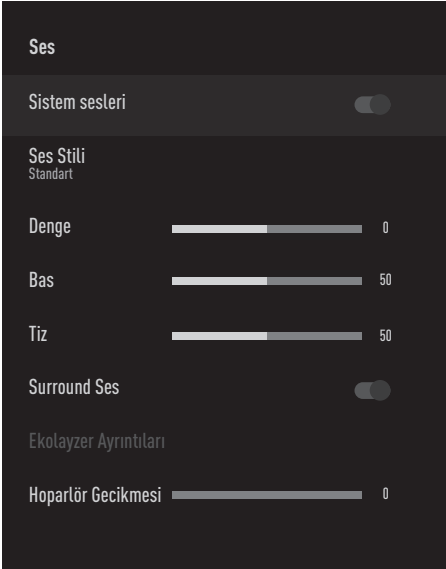 Ses
Sistem sesleri
Ses Stili
Standart
Denge 0
Bas 50
Tiz 50
Surround Ses
Ekolayzer Ayrıntıları
Hoparlör Gecikmesi 0